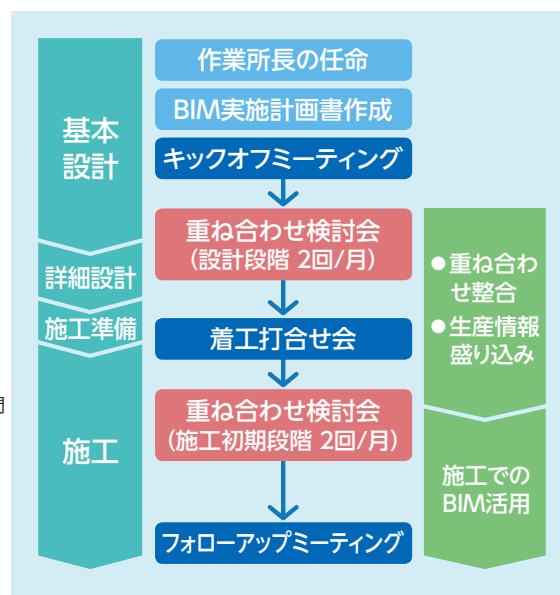 基本
設計
詳細設計
施工準備
施工
作業所長の任命
BIM実施計画書作成
キックオフミーティング
重ね合わせ検討会
(設計段階 2回/月)
着工打合せ会
重ね合わせ検討会
(施工初期段階 2回/月)
フォローアップミーティング
●重ね合わ
せ整合
●生産情報
盛り込み
施工での
BIM活用